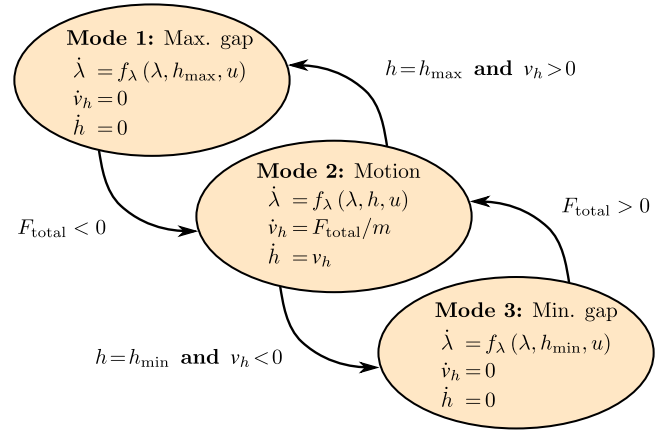 Mode 1: Max. gap
λ̇ = f_λ (λ, h_max, u)
v̇_h = 0
ḣ = 0
h = h_max and v_h > 0
Mode 2: Motion
λ̇ = f_λ (λ, h, u)
v̇_h = F_total/m
ḣ = v_h
F_total < 0
F_total > 0
Mode 3: Min. gap
λ̇ = f_λ (λ, h_min, u)
v̇_h = 0
ḣ = 0
h = h_min and v_h < 0